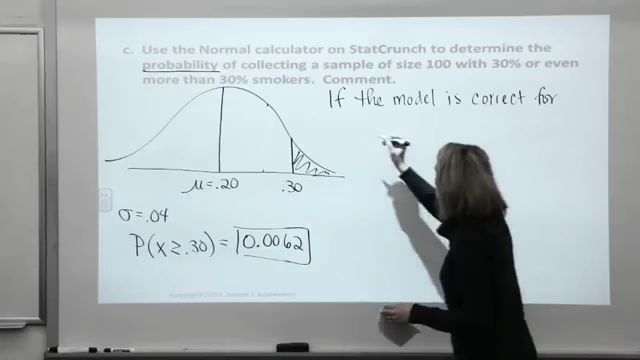 c. Use the Normal calculator on StatCrunch to determine the
probability of collecting a sample of size 100 with 30% or even
more than 30% smokers. Comment.
If the model is correct for
μ=.20
.30
σ=.04
P(x≥.30)= 0.0062